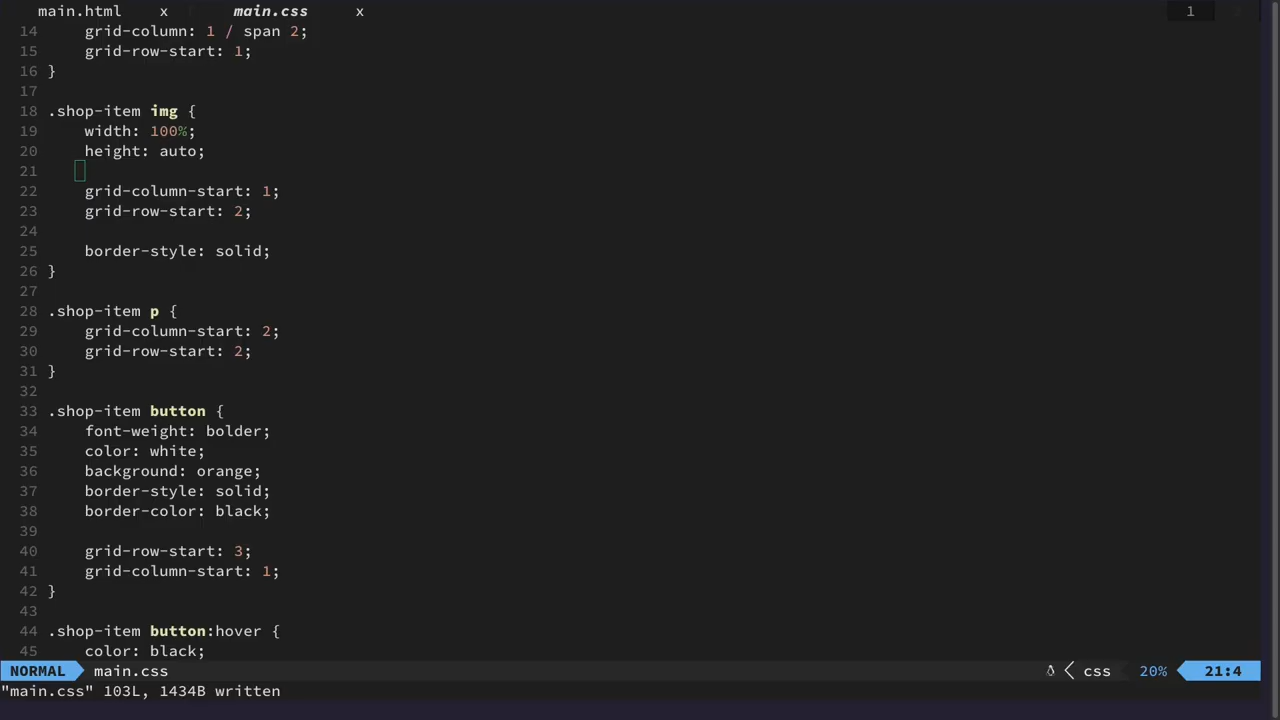 main.html x main.css x 1
14 grid-column: 1 / span 2;
15 grid-row-start: 1;
16 }
17
18 .shop-item img {
19 width: 100%;
20 height: auto;
21
22 grid-column-start: 1;
23 grid-row-start: 2;
24
25 border-style: solid;
26 }
27
28 .shop-item p {
29 grid-column-start: 2;
30 grid-row-start: 2;
31 }
32
33 .shop-item button {
34 font-weight: bolder;
35 color: white;
36 background: orange;
37 border-style: solid;
38 border-color: black;
39
40 grid-row-start: 3;
41 grid-column-start: 1;
42 }
43
44 .shop-item button:hover {
45 color: black;
NORMAL main.css css 20% 21:4
"main.css" 103L, 1434B written